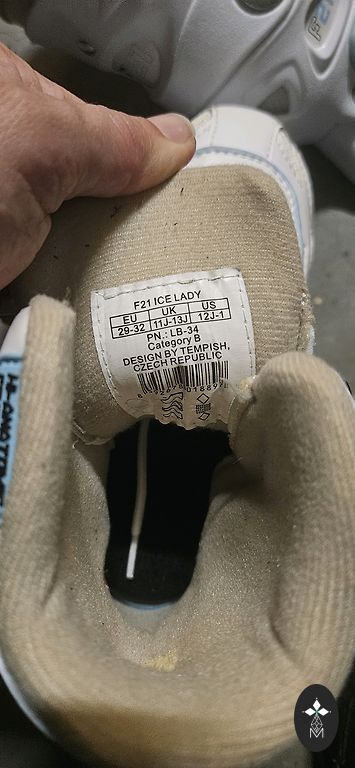 F21 ICE LADY
EU UK US
29-32 11J-13J 12J-1
PN.: LB-34
Category B
DESIGN BY TEMPISH,
CZECH REPUBLIC
M